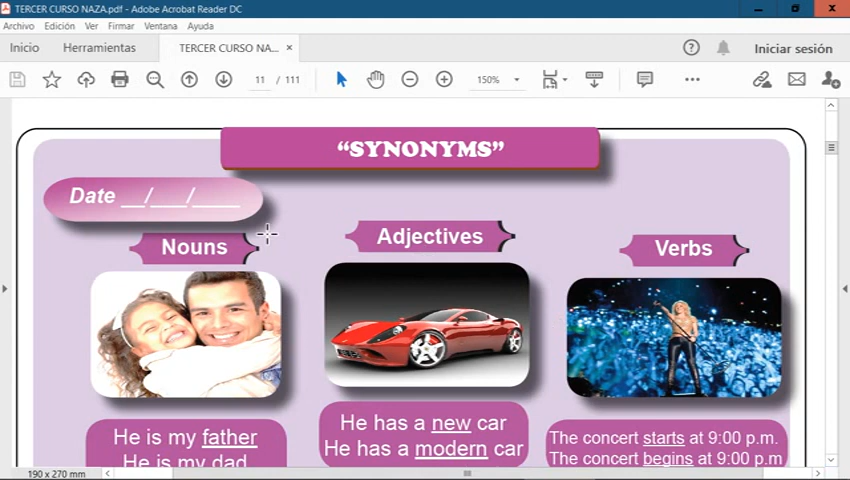 TERCER CURSO NAZA.pdf - Adobe Acrobat Reader DC
Archivo Edición Ver Firmar Ventana Ayuda
Inicio Herramientas TERCER CURSO NA... × Iniciar sesión
11 / 111 150%
“SYNONYMS”
Date __/___/____
Nouns Adjectives Verbs
He is my father
He is my dad
He has a new car
He has a modern car
The concert starts at 9:00 p.m.
The concert begins at 9:00 p.m
190 x 270 mm